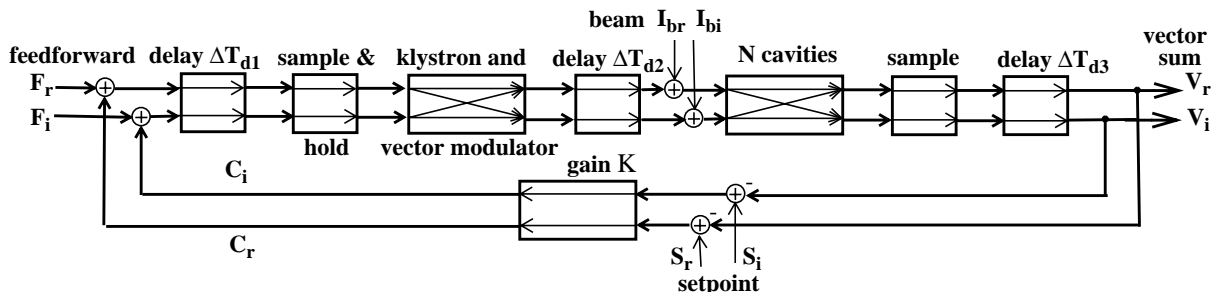 beam I_br I_bi
vector
sum
feedforward
delay ΔT_d1
sample &
klystron and
delay ΔT_d2
N cavities
sample
delay ΔT_d3
F_r
V_r
F_i
V_i
hold
vector modulator
gain K
C_i
-
-
C_r
S_r
S_i
setpoint